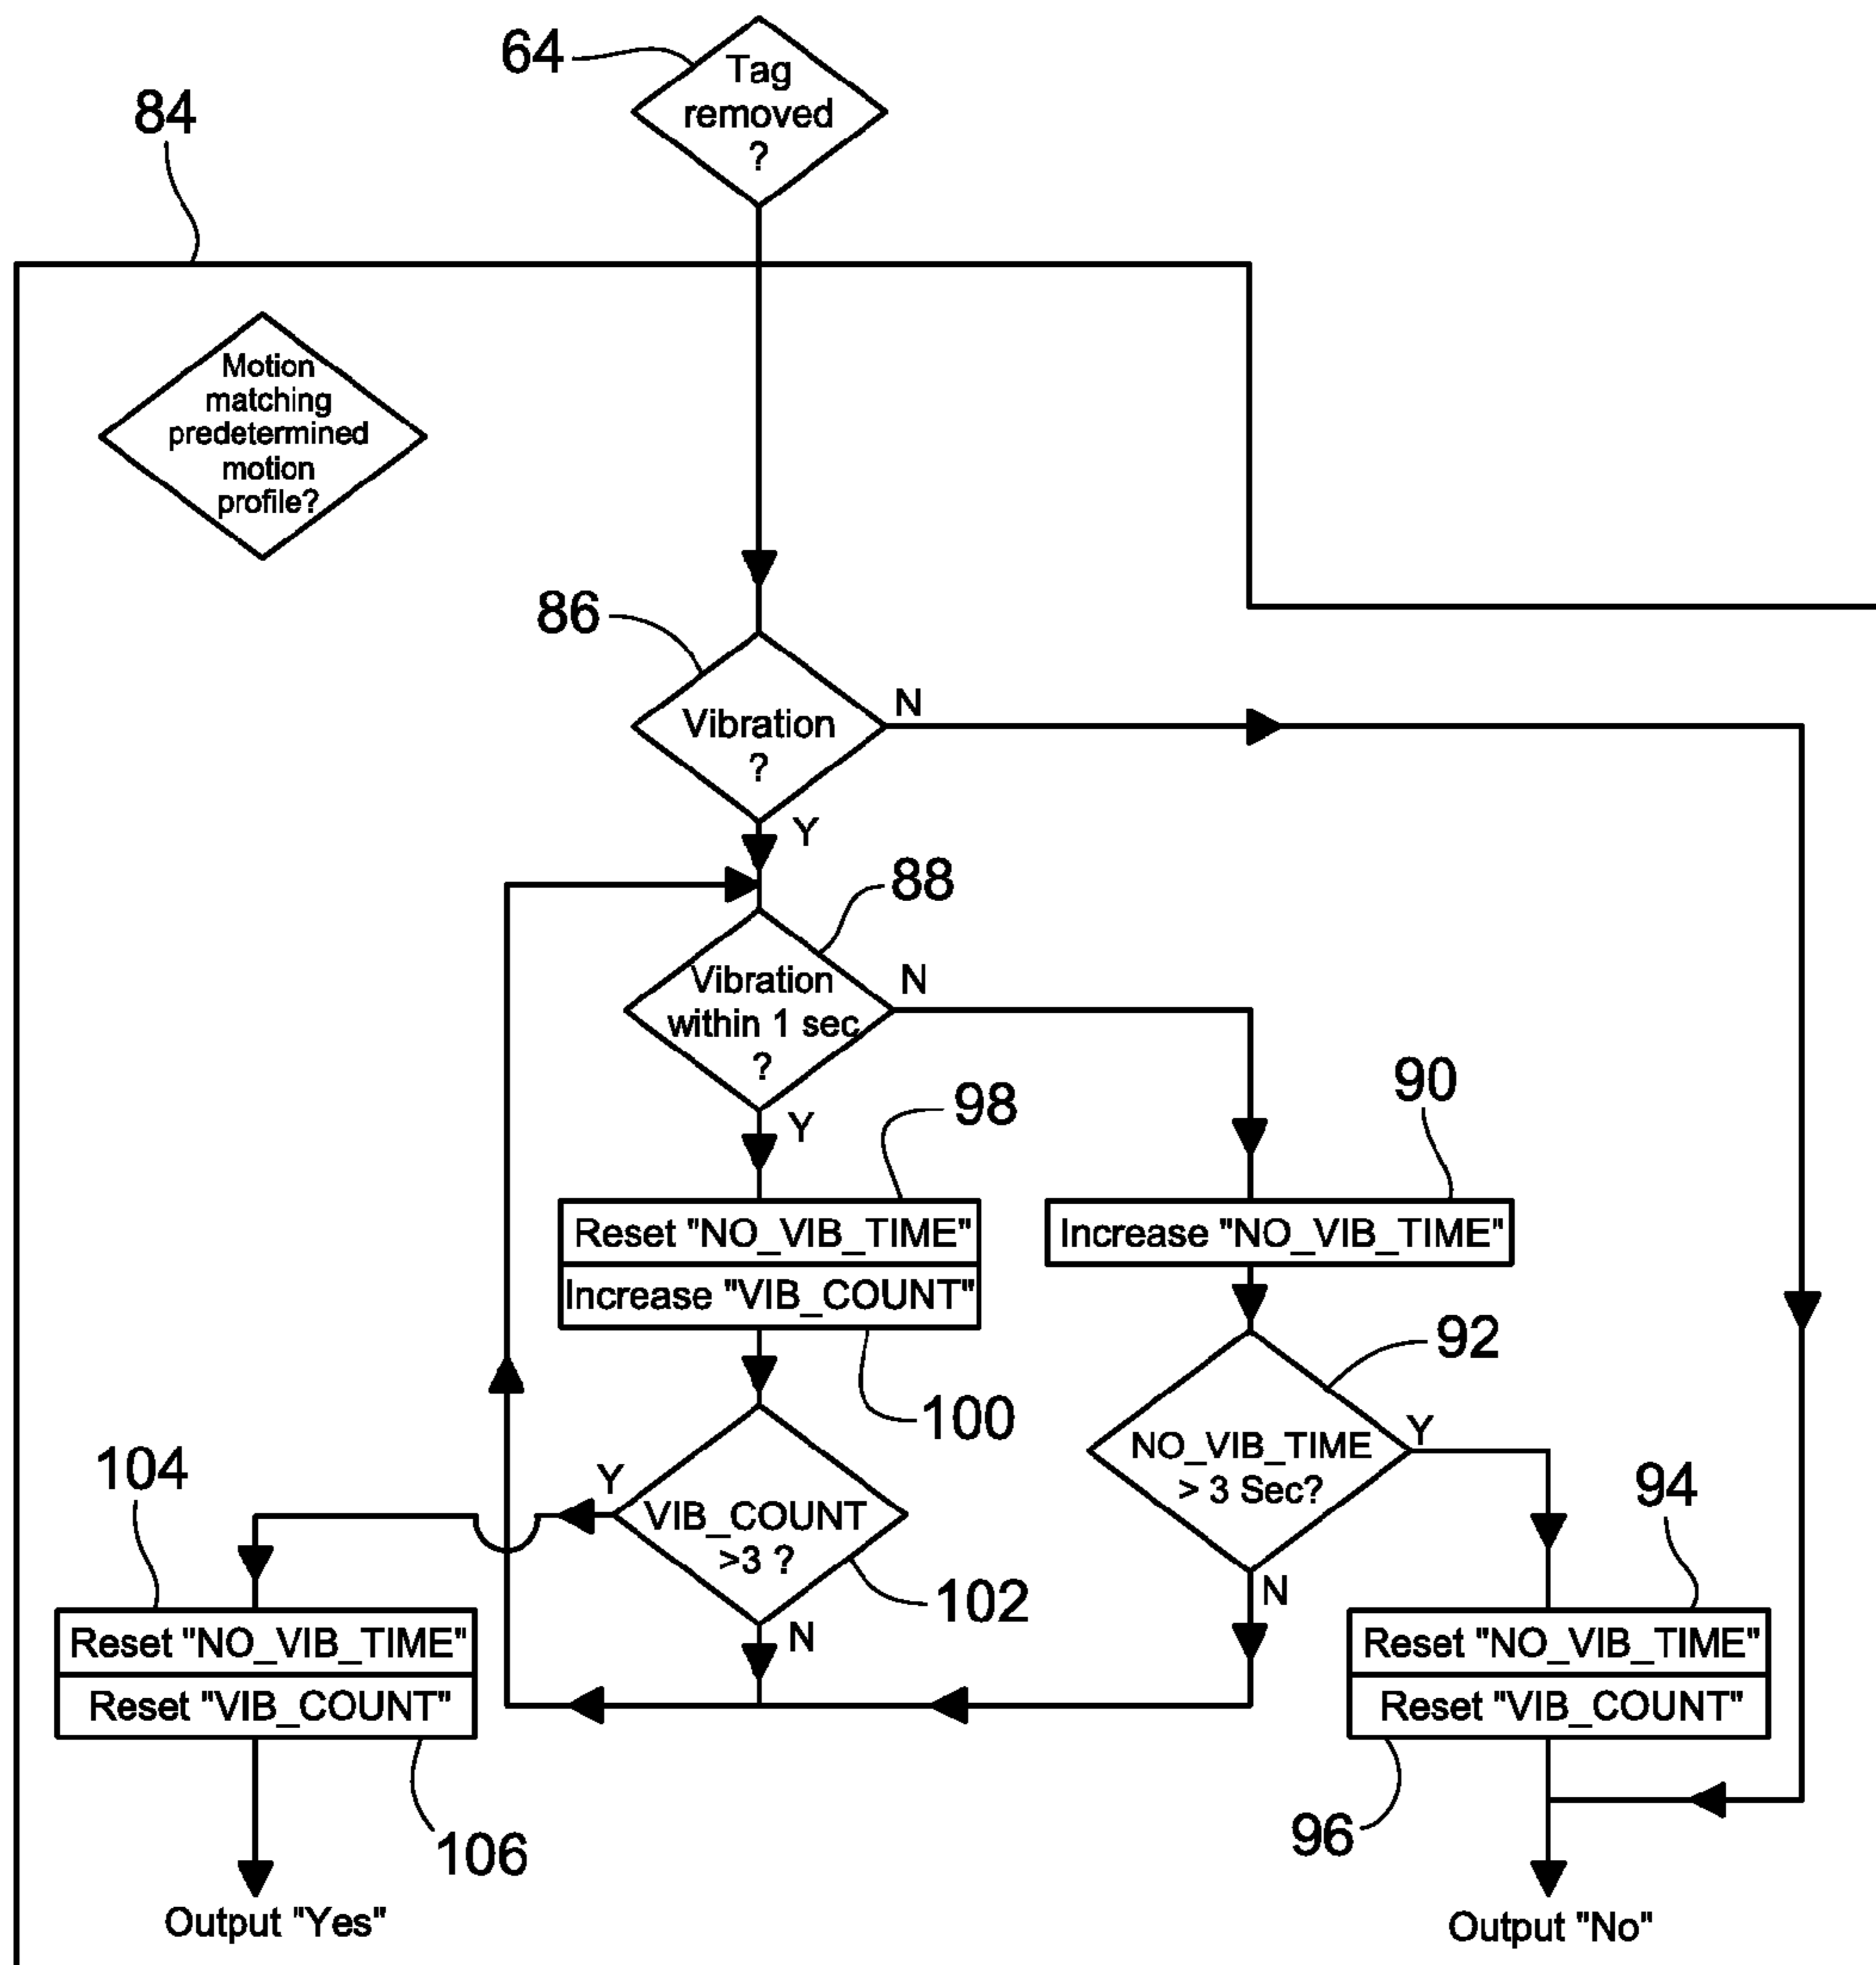 64
Tag
removed
?
84
Motion
matching
predetermined
motion
profile?
86
Vibration
?
N
Y
88
Vibration
within 1 sec
?
N
Y
98
90
Reset "NO_VIB_TIME"
Increase "VIB_COUNT"
Increase "NO_VIB_TIME"
100
92
VIB_COUNT
>3 ?
Y
N
102
NO_VIB_TIME
> 3 Sec?
Y
N
104
Reset "NO_VIB_TIME"
Reset "VIB_COUNT"
106
94
Reset "NO_VIB_TIME"
Reset "VIB_COUNT"
96
Output "Yes"
Output "No"